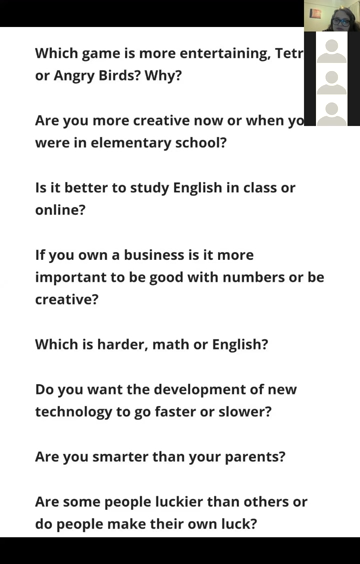 Which game is more entertaining, Tetr
or Angry Birds? Why?
Are you more creative now or when yo
were in elementary school?
Is it better to study English in class or
online?
If you own a business is it more
important to be good with numbers or be
creative?
Which is harder, math or English?
Do you want the development of new
technology to go faster or slower?
Are you smarter than your parents?
Are some people luckier than others or
do people make their own luck?